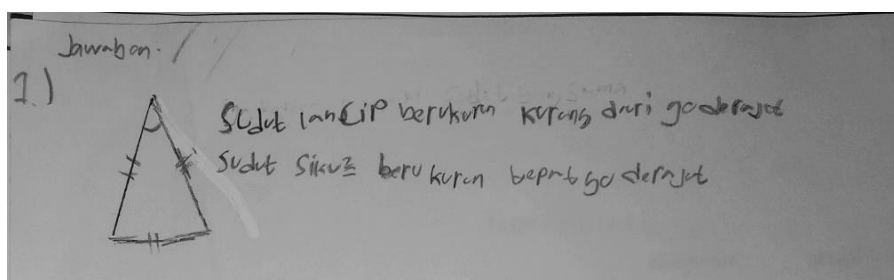 Jawaban.
1.)
Sudut lancip berukuran kurang dari 90 derajat
Sudut siku2 berukuran tepat 90 derajat